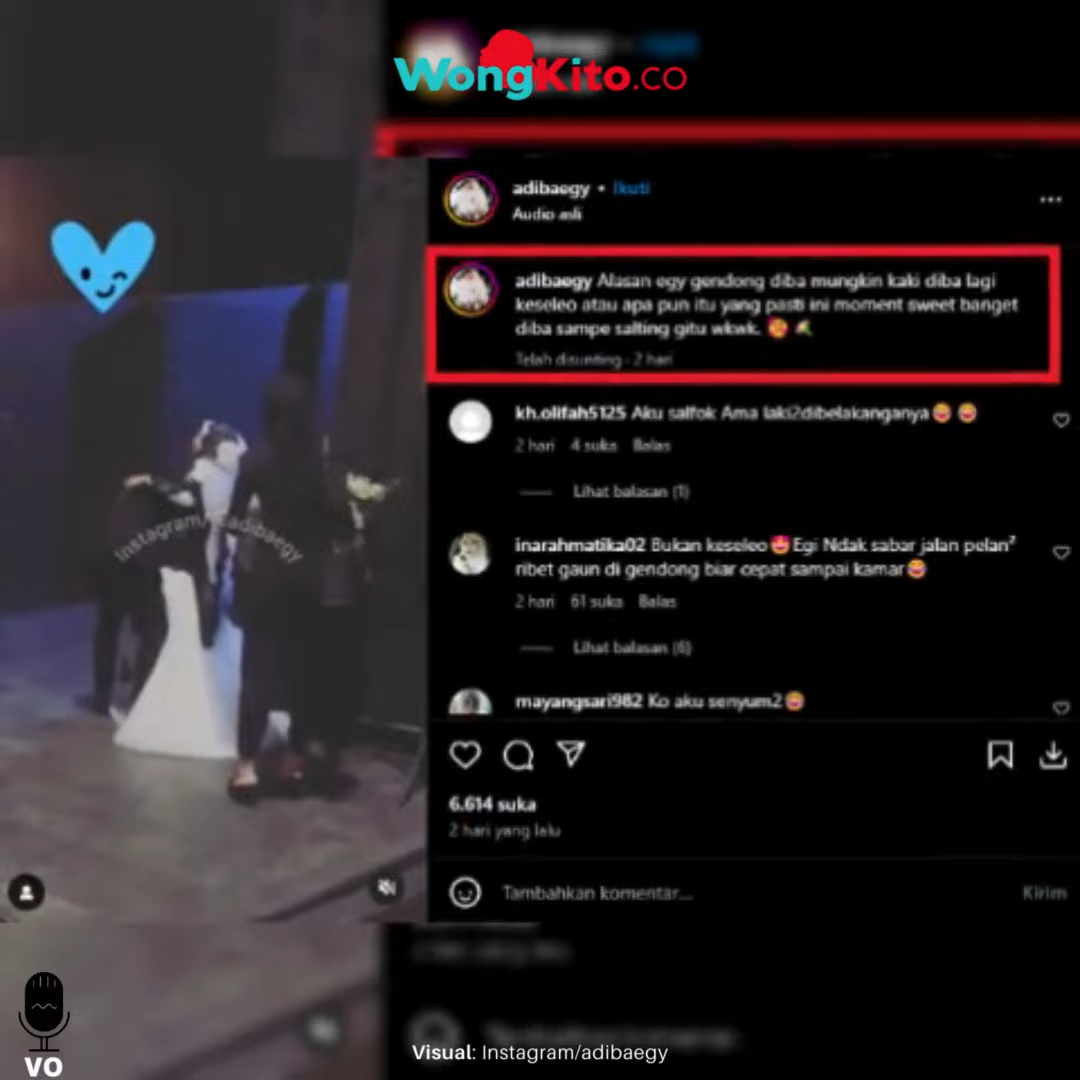 WongKito.co
adibaegy • Ikuti
Audio asli
adibaegy Alasan egy gendong diba mungkin kaki diba lagi
keseleo atau apa pun itu yang pasti ini moment sweet banget
diba sampe salting gitu wkwk. 🥰 💐
Telah disunting · 2 hari
kh.olifah5125 Aku salfok Ama laki2dibelakanganya😂 😂
2 hari 4 suka Balas
Lihat balasan (1)
inarahmatika02 Bukan keseleo🤩Egi Ndak sabar jalan pelan²
ribet gaun di gendong biar cepat sampai kamar😂
2 hari 61 suka Balas
Lihat balasan (6)
mayangsari982 Ko aku senyum2😂
6.614 suka
2 hari yang lalu
Tambahkan komentar...
Kirim
Instagram/ adibaegy
VO
Visual: Instagram/adibaegy